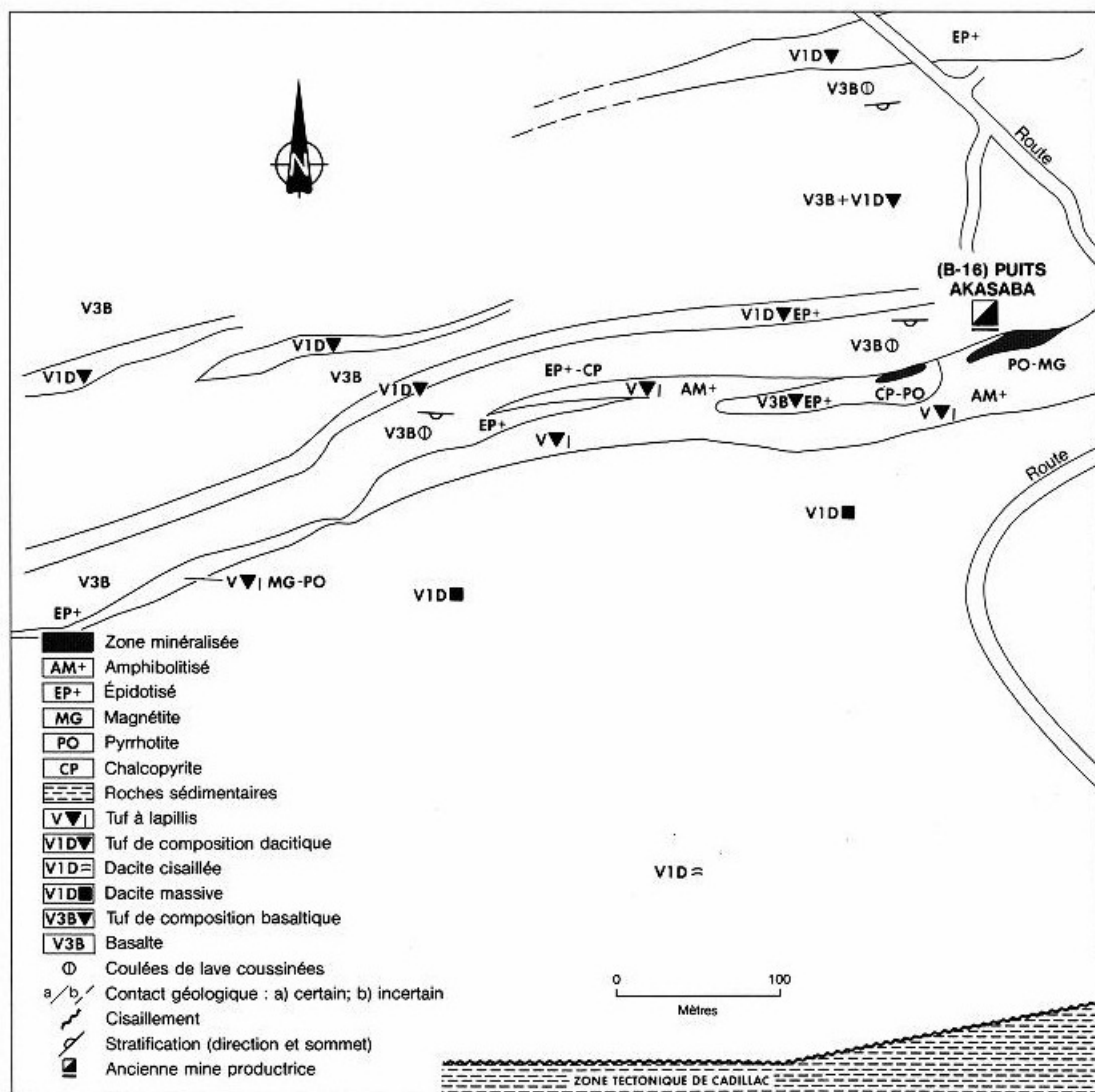 EP+
V1D▼
V3B⦶
Route
V3B+V1D▼
(B-16) PUITS
AKASABA
N
V3B
V1D▼EP+
V3B⦶
V1D▼
V1D▼
V3B
V1D▼
EP+-CP
V▼|
AM+
V3B▼EP+
CP-PO
PO-MG
AM+
V▼|
V3B⦶
EP+
V▼|
Route
V1D■
V3B
V▼| MG-PO
V1D■
EP+
Zone minéralisée
AM+ Amphibolitisé
EP+ Épidotisé
MG Magnétite
PO Pyrrhotite
CP Chalcopyrite
Roches sédimentaires
V▼| Tuf à lapillis
V1D▼ Tuf de composition dacitique
V1D≈ Dacite cisaillée
V1D■ Dacite massive
V3B▼ Tuf de composition basaltique
V3B Basalte
⦶ Coulées de lave coussinées
a/b/ Contact géologique : a) certain; b) incertain
Cisaillement
Stratification (direction et sommet)
Ancienne mine productrice
V1D≈
0 100
Mètres
ZONE TECTONIQUE DE CADILLAC